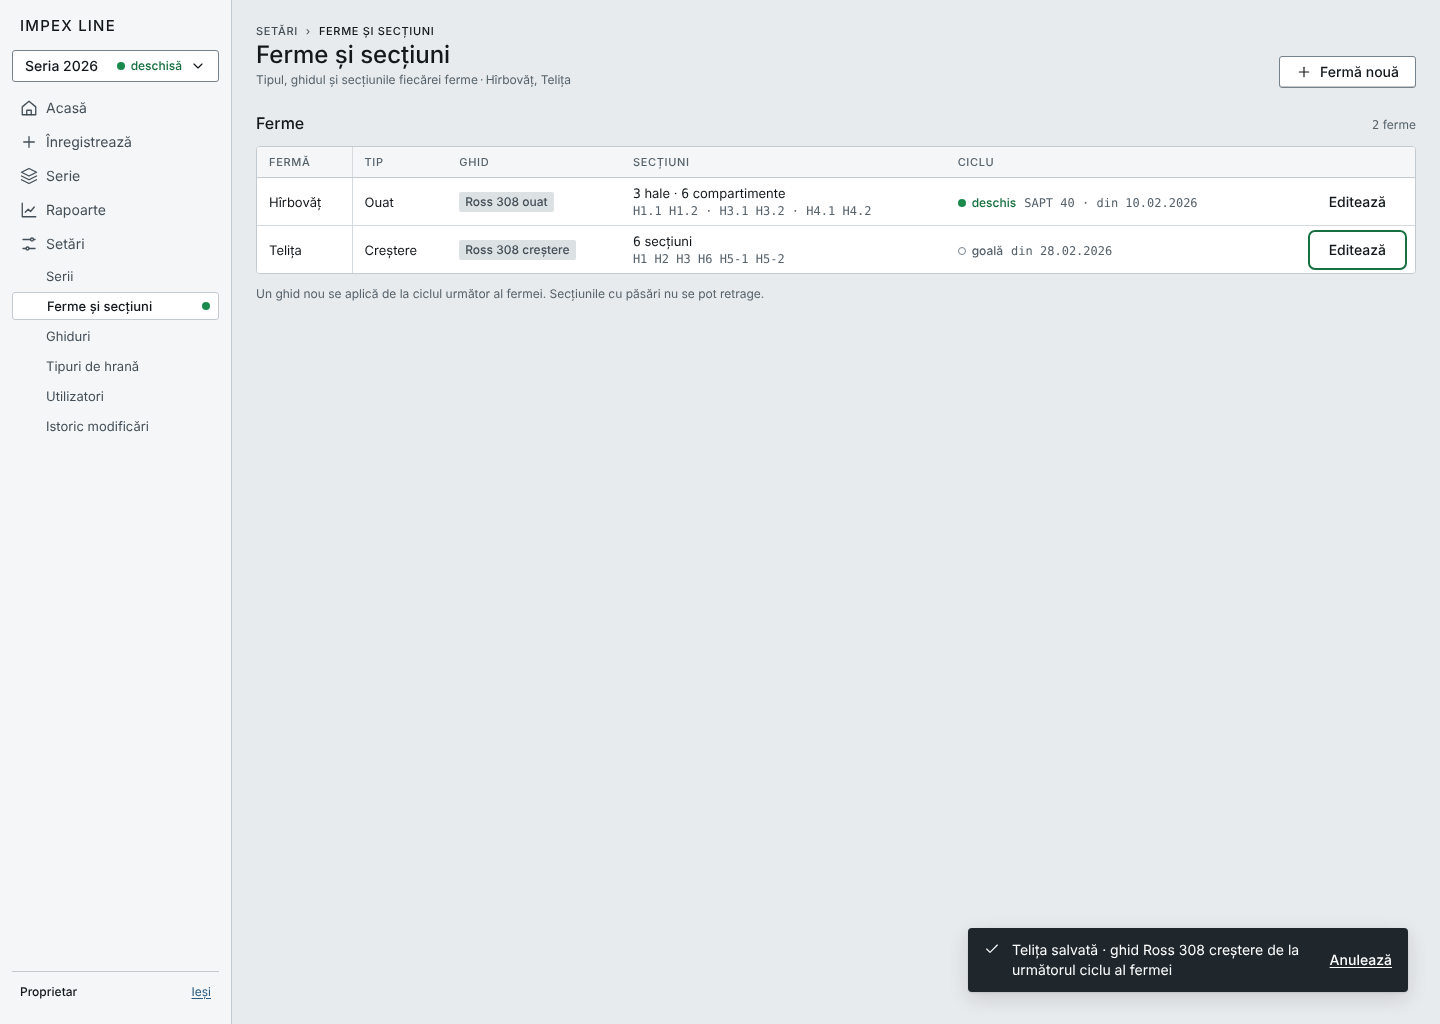 IMPEX LINE
Seria 2026 deschisă
Acasă
Înregistrează
Serie
Rapoarte
Setări
Serii
Ferme și secțiuni
Ghiduri
Tipuri de hrană
Utilizatori
Istoric modificări
Proprietar Ieși
SETĂRI › FERME ȘI SECȚIUNI
Ferme și secțiuni
Tipul, ghidul și secțiunile fiecărei ferme · Hîrbovăț, Telița
+ Fermă nouă
Ferme 2 ferme
FERMĂ TIP GHID SECȚIUNI CICLU
Hîrbovăț Ouat Ross 308 ouat 3 hale · 6 compartimente deschis SAPT 40 · din 10.02.2026 Editează
H1.1 H1.2 · H3.1 H3.2 · H4.1 H4.2
Telița Creștere Ross 308 creștere 6 secțiuni goală din 28.02.2026 Editează
H1 H2 H3 H6 H5-1 H5-2
Un ghid nou se aplică de la ciclul următor al fermei. Secțiunile cu păsări nu se pot retrage.
Telița salvată · ghid Ross 308 creștere de la
următorul ciclu al fermei
Anulează